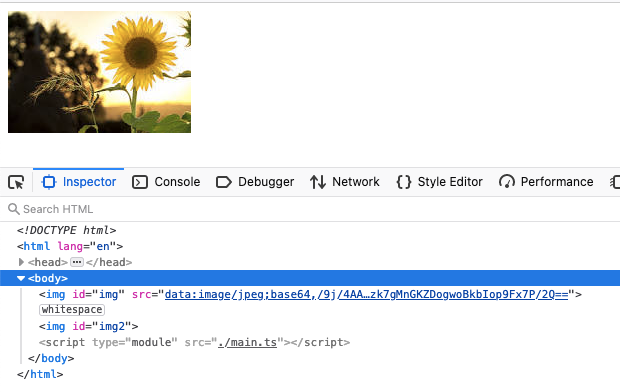 Inspector Console Debugger Network {} Style Editor Performance
Search HTML
<!DOCTYPE html>
<html lang="en">
<head> ••• </head>
<body>
<img id="img" src="data:image/jpeg;base64,/9j/4AA…zk7gMnGKZDogwoBkbIop9Fx7P/2Q==">
whitespace
<img id="img2">
<script type="module" src="./main.ts"></script>
</body>
</html>